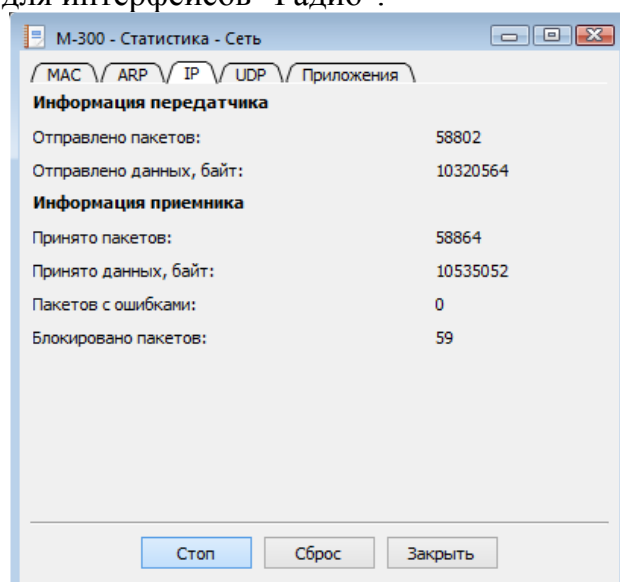 для интерфейсов "Радио".
М-300 - Статистика - Сеть
MAC ARP IP UDP Приложения
Информация передатчика
Отправлено пакетов: 58802
Отправлено данных, байт: 10320564
Информация приемника
Принято пакетов: 58864
Принято данных, байт: 10535052
Пакетов с ошибками: 0
Блокировано пакетов: 59
Стоп Сброс Закрыть